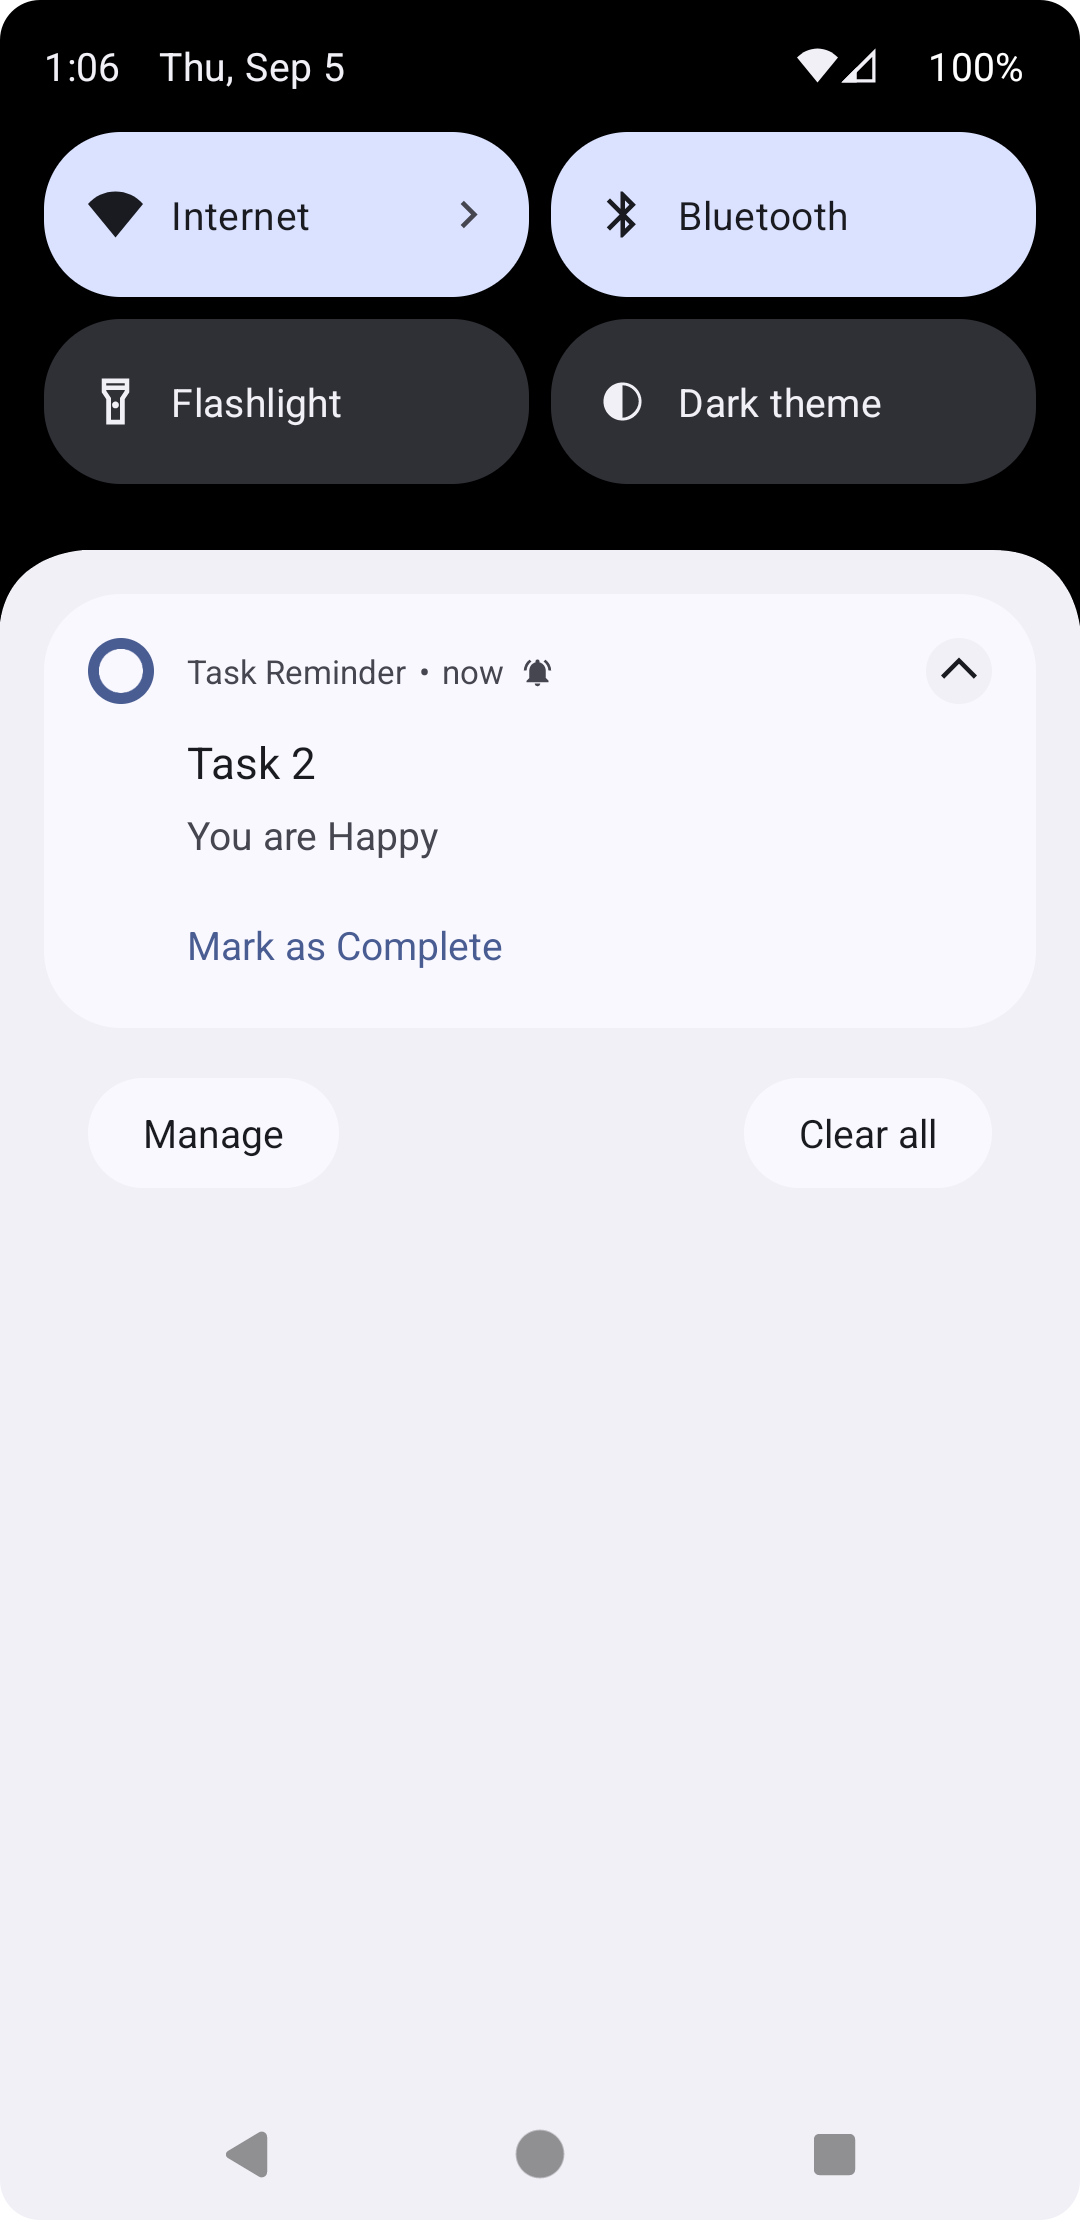 1:06 Thu, Sep 5 100%
Internet Bluetooth
Flashlight Dark theme
Task Reminder • now
Task 2
You are Happy
Mark as Complete
Manage Clear all